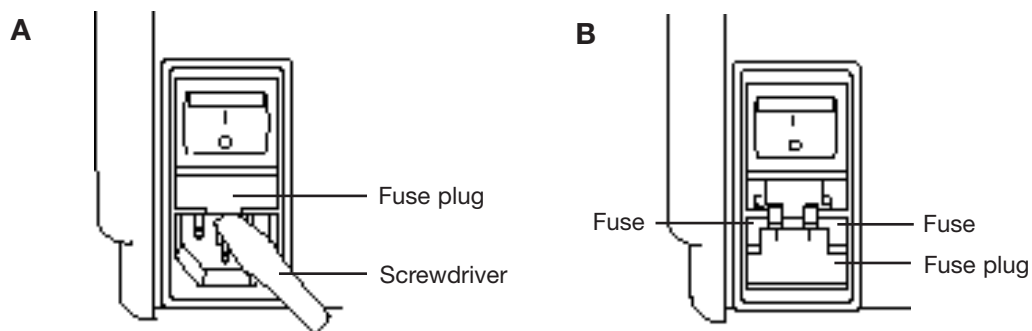 A
B
I
O
I
Fuse plug
Screwdriver
Fuse
Fuse
Fuse plug